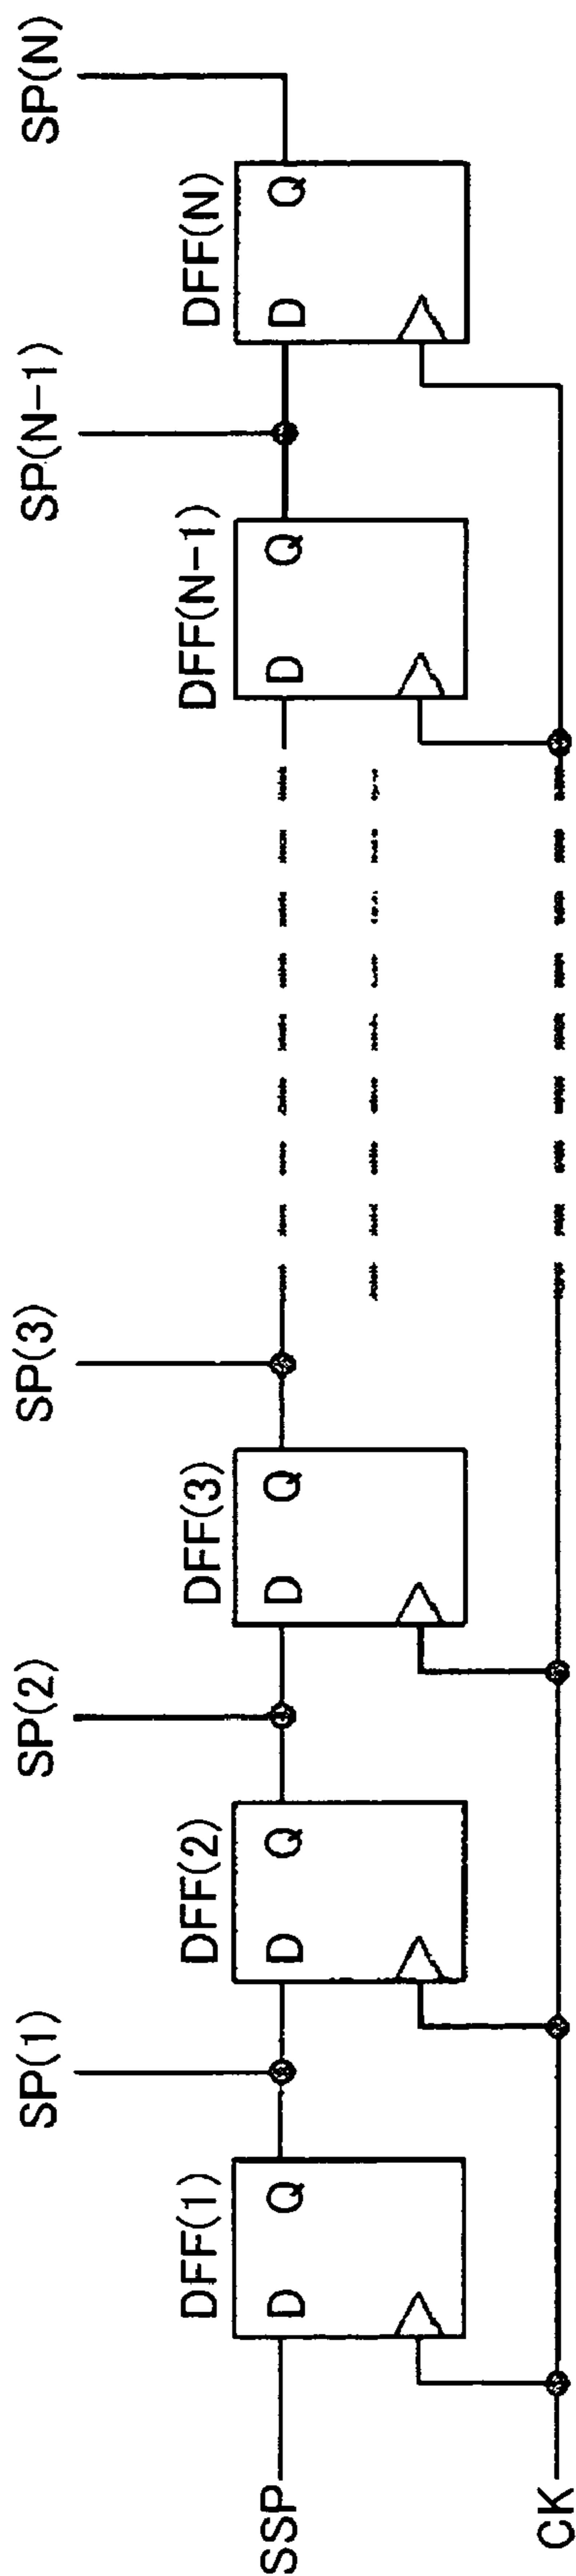 SP(1)
SP(2)
SP(3)
SP(N-1)
SP(N)
DFF(1)
DFF(2)
DFF(3)
DFF(N-1)
DFF(N)
SSP
D
Q
D
Q
D
Q
D
Q
D
Q
CK